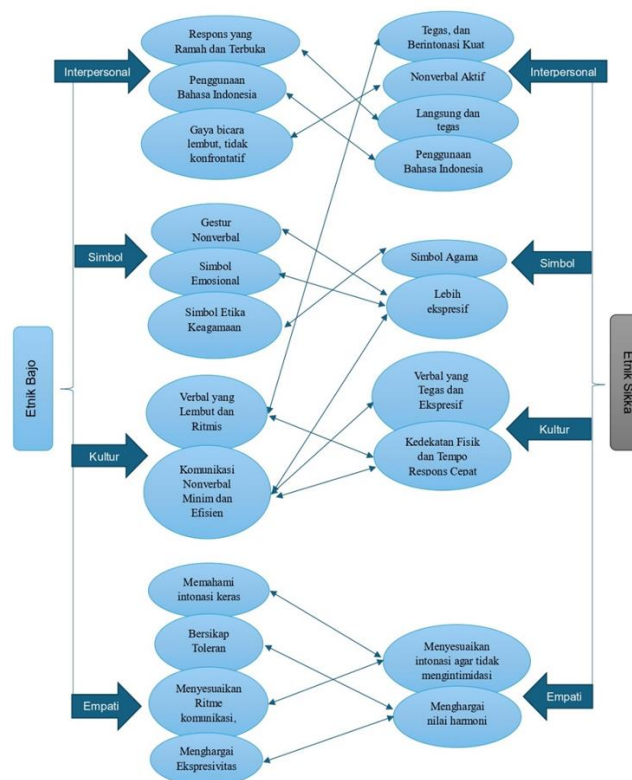 Respons yang
Ramah dan Terbuka
Interpersonal
Penggunaan
Bahasa Indonesia
Gaya bicara
lembut, tidak
konfrontatif
Tegas, dan
Berintonasi Kuat
Interpersonal
Nonverbal Aktif
Langsung dan
tegas
Penggunaan
Bahasa Indonesia
Gestur
Nonverbal
Simbol
Simbol
Emosional
Simbol Etika
Keagamaan
Simbol Agama
Simbol
Lebih
ekspresif
Etnik Bajo
Etnik Sikka
Verbal yang
Lembut dan
Ritmis
Kultur
Komunikasi
Nonverbal
Minim dan
Efisien
Verbal yang
Tegas dan
Ekspresif
Kultur
Kedekatan Fisik
dan Tempo
Respons Cepat
Memahami
intonasi keras
Bersikap
Toleran
Menyesuaikan
Ritme
komunikasi,
Empati
Menghargai
Ekspresivitas
Menyesuaikan
intonasi agar tidak
mengintimidasi
Menghargai
nilai harmoni
Empati